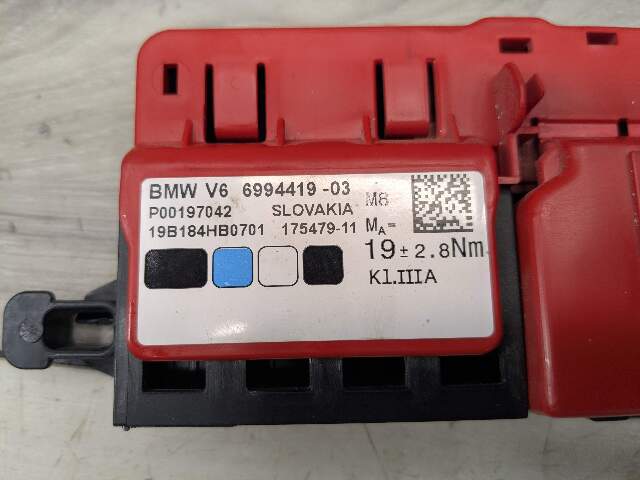 BMW V6 6994419-03
P00197042 SLOVAKIA M8
19B184HB0701 175479-11 MA=
19±2.8Nm
Kl.IIIA